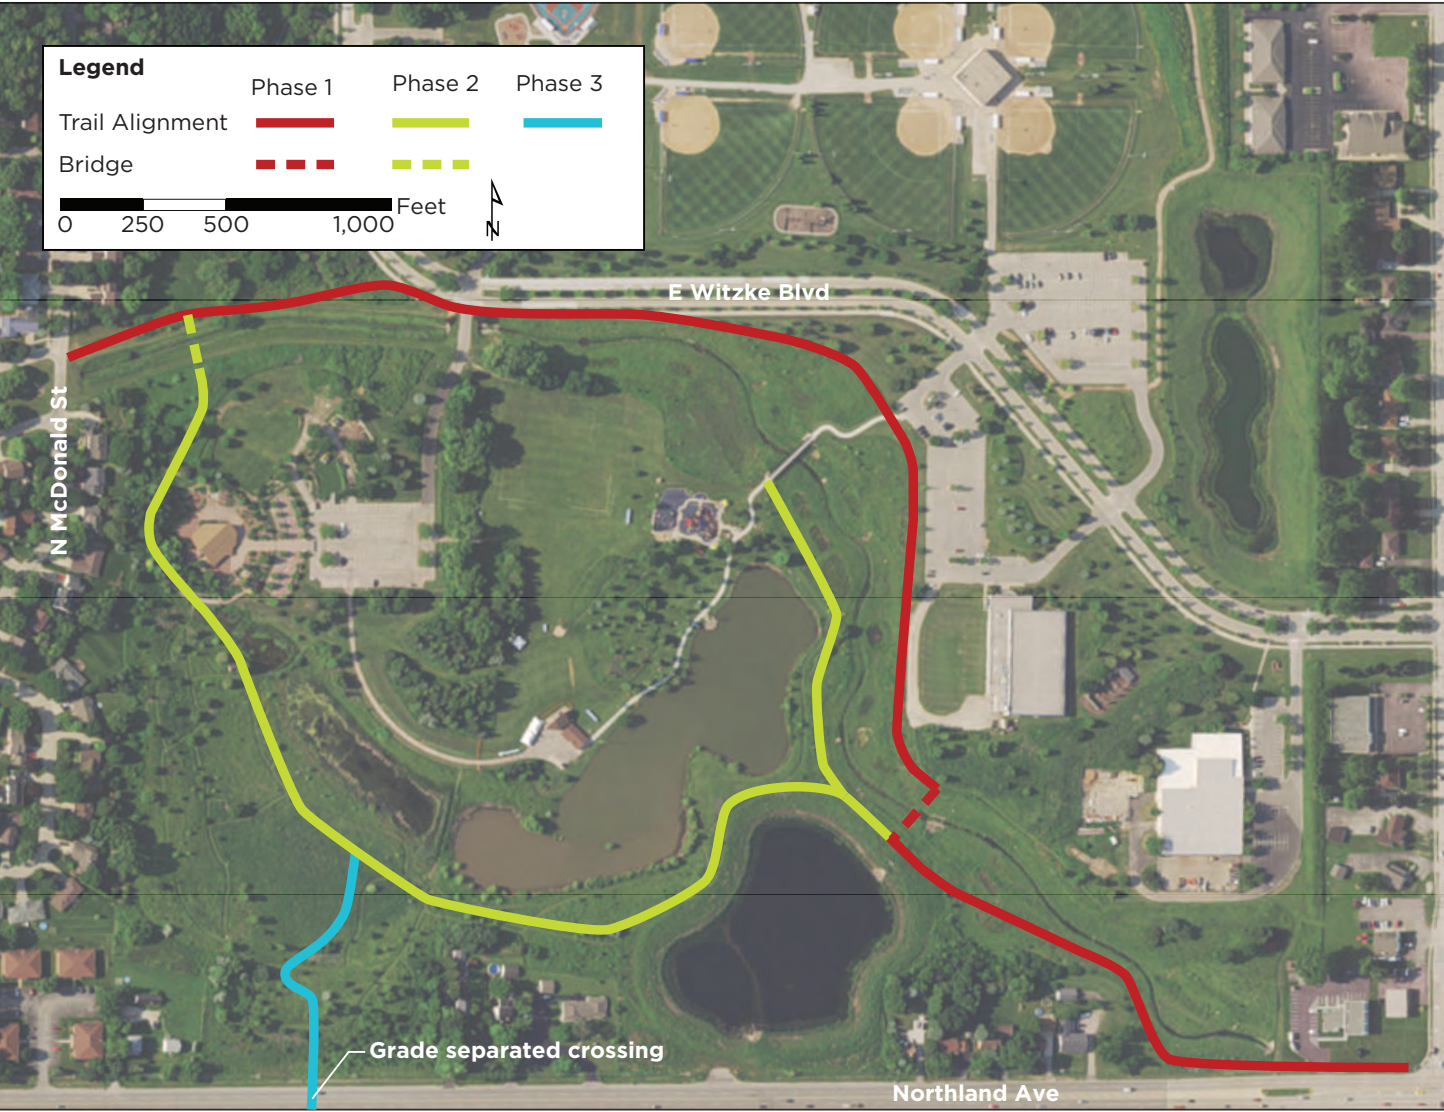 Legend
Phase 1 Phase 2 Phase 3
Trail Alignment
Bridge
Feet
0 250 500 1,000
N
E Witzke Blvd
N McDonald St
Grade separated crossing
Northland Ave